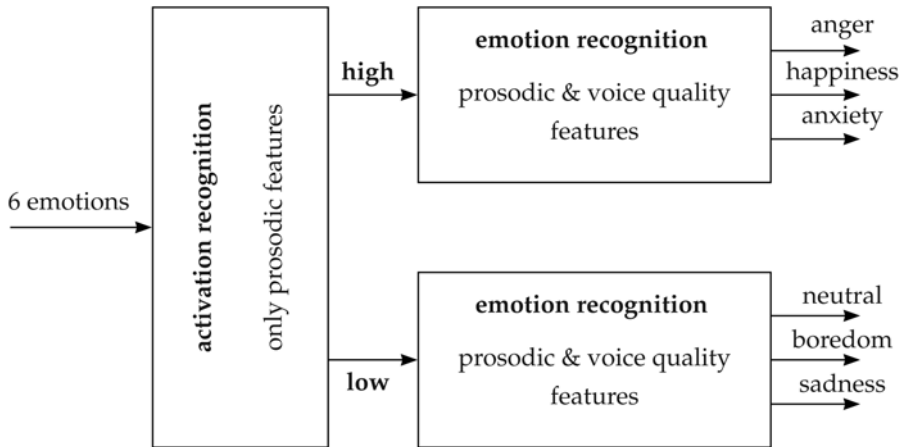 6 emotions
activation recognition
only prosodic features
high
emotion recognition
prosodic & voice quality
features
anger
happiness
anxiety
low
emotion recognition
prosodic & voice quality
features
neutral
boredom
sadness